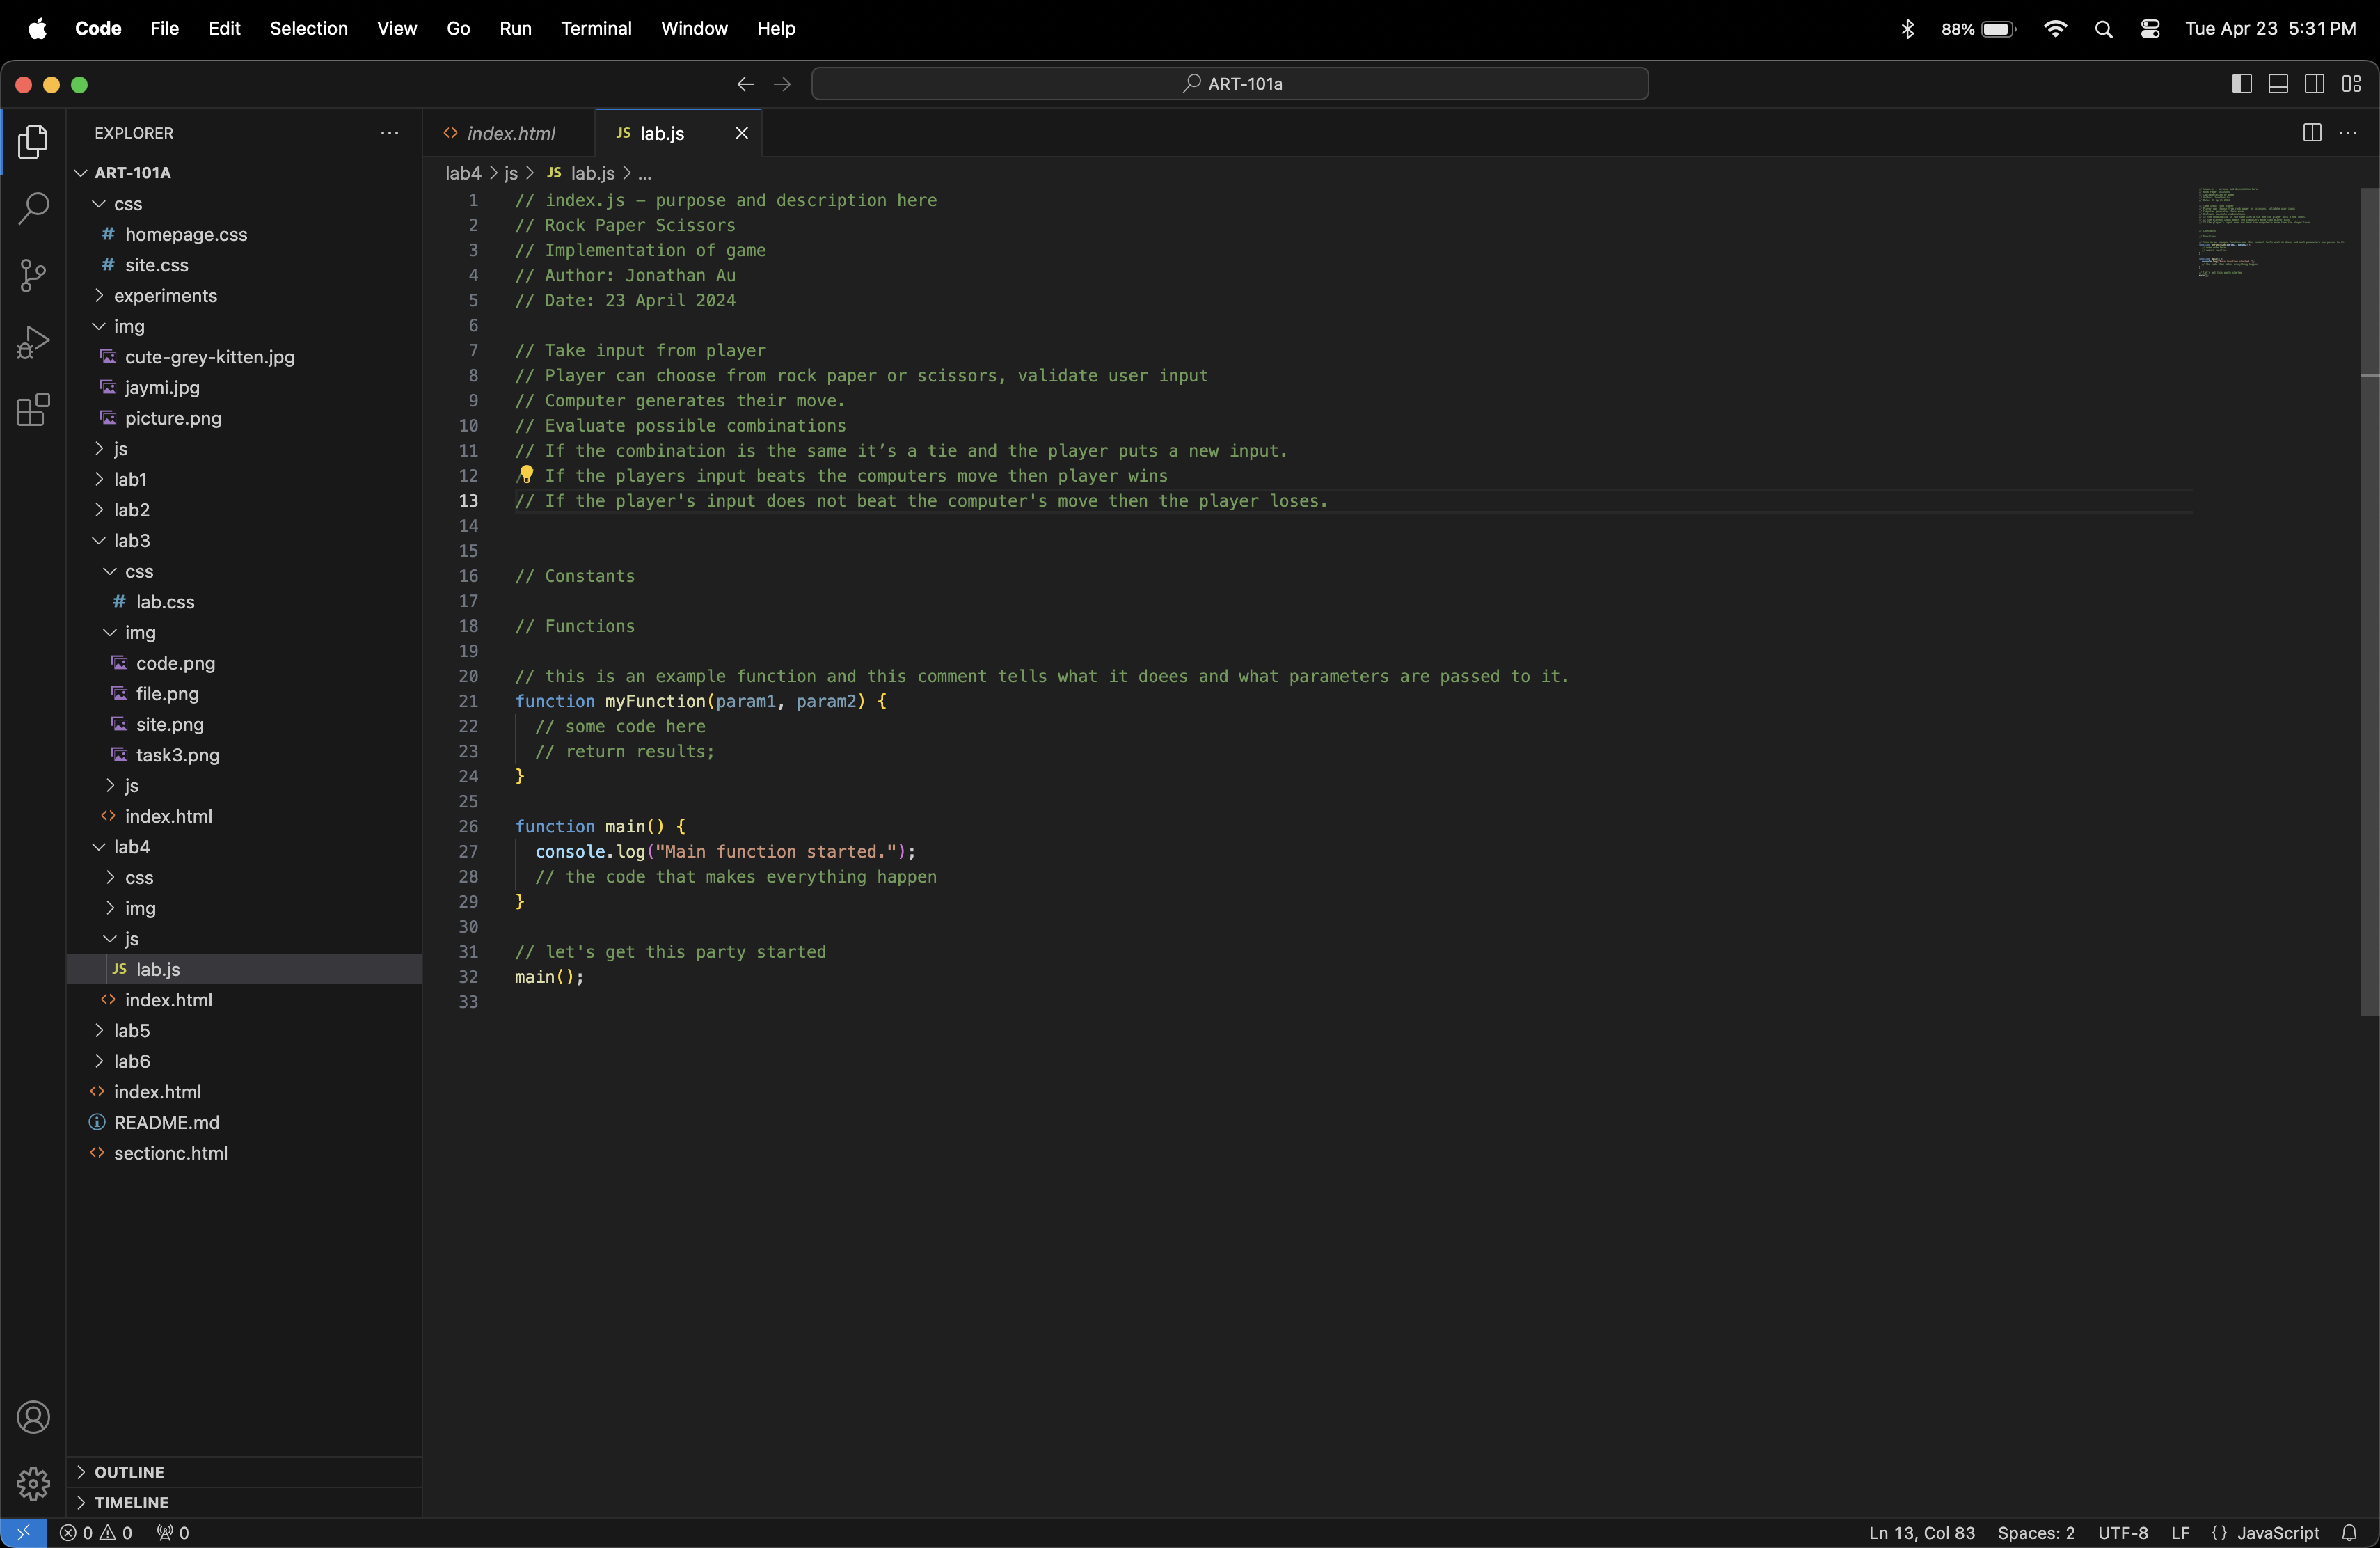 Code File Edit Selection View Go Run Terminal Window Help 88% Tue Apr 23 5:31 PM
ART-101a
EXPLORER
ART-101A
css
# homepage.css
# site.css
experiments
img
cute-grey-kitten.jpg
jaymi.jpg
picture.png
js
lab1
lab2
lab3
css
# lab.css
img
code.png
file.png
site.png
task3.png
js
<> index.html
lab4
css
img
js
JS lab.js
<> index.html
lab5
lab6
<> index.html
README.md
<> sectionc.html
OUTLINE
TIMELINE
<> index.html JS lab.js
lab4 > js > JS lab.js > ...
1 // index.js - purpose and description here
2 // Rock Paper Scissors
3 // Implementation of game
4 // Author: Jonathan Au
5 // Date: 23 April 2024
6
7 // Take input from player
8 // Player can choose from rock paper or scissors, validate user input
9 // Computer generates their move.
10 // Evaluate possible combinations
11 // If the combination is the same it’s a tie and the player puts a new input.
12 // If the players input beats the computers move then player wins
13 // If the player's input does not beat the computer's move then the player loses.
14
15
16 // Constants
17
18 // Functions
19
20 // this is an example function and this comment tells what it doees and what parameters are passed to it.
21 function myFunction(param1, param2) {
22 // some code here
23 // return results;
24 }
25
26 function main() {
27 console.log("Main function started.");
28 // the code that makes everything happen
29 }
30
31 // let's get this party started
32 main();
33
0 0 0 Ln 13, Col 83 Spaces: 2 UTF-8 LF {} JavaScript